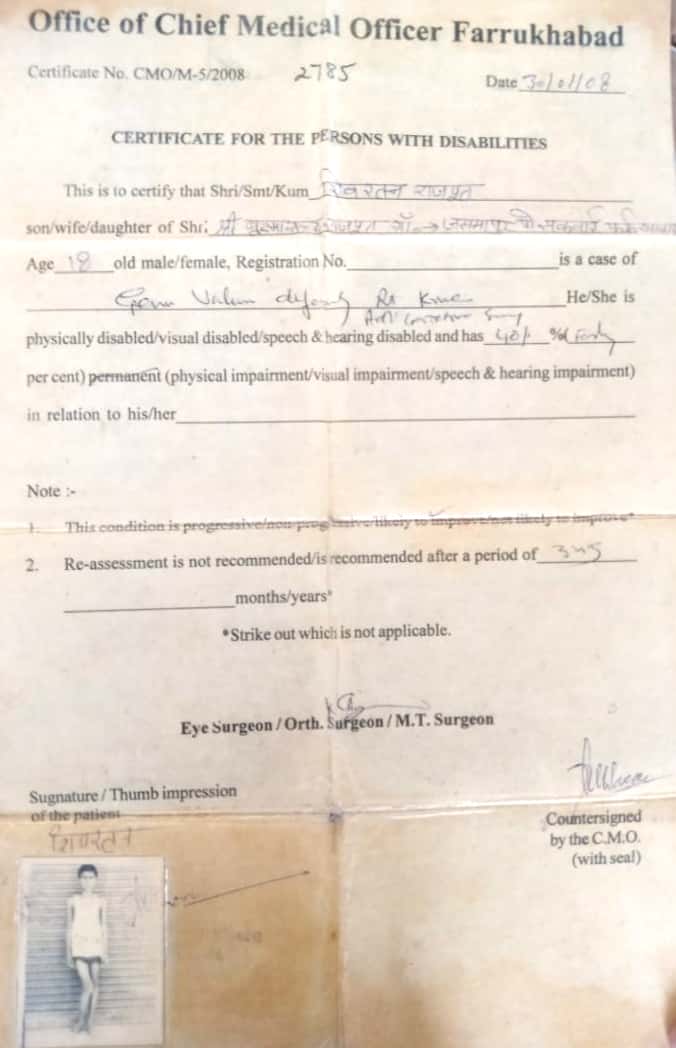 Office of Chief Medical Officer Farrukhabad
Certificate No. CMO/M-5/2008 2785 Date 30/01/08
CERTIFICATE FOR THE PERSONS WITH DISABILITIES
This is to certify that Shri/Smt/Kum शिवरतन राजपूत
son/wife/daughter of Shri श्री राजपूत
Age 18 old male/female, Registration No. is a case of
Genu Valgum Rt Knee He/She is
physically disabled/visual disabled/speech & hearing disabled and has 40%
per cent) permanent (physical impairment/visual impairment/speech & hearing impairment)
in relation to his/her
Note :-
1. This condition is progressive/non-progressive/likely to improve/not likely to improve*
2. Re-assessment is not recommended/is recommended after a period of
months/years*
*Strike out which is not applicable.
Eye Surgeon / Orth. Surgeon / M.T. Surgeon
Sugnature / Thumb impression
of the patient
शिवरतन
Countersigned
by the C.M.O.
(with seal)